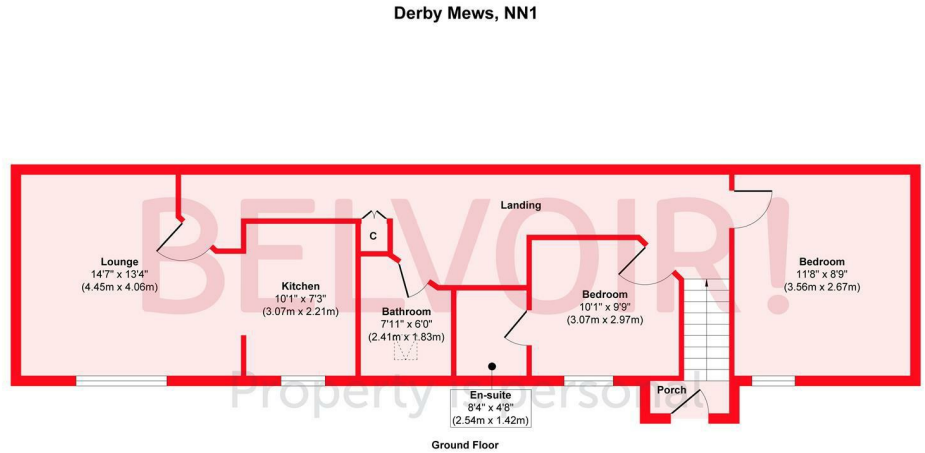 Derby Mews, NN1
BELVOIR!
Property is personal
Landing
Lounge
14'7" x 13'4"
(4.45m x 4.06m)
Kitchen
10'1" x 7'3"
(3.07m x 2.21m)
C
Bathroom
7'11" x 6'0"
(2.41m x 1.83m)
Bedroom
10'1" x 9'9"
(3.07m x 2.97m)
Bedroom
11'8" x 8'9"
(3.56m x 2.67m)
En-suite
8'4" x 4'8"
(2.54m x 1.42m)
Porch
Ground Floor